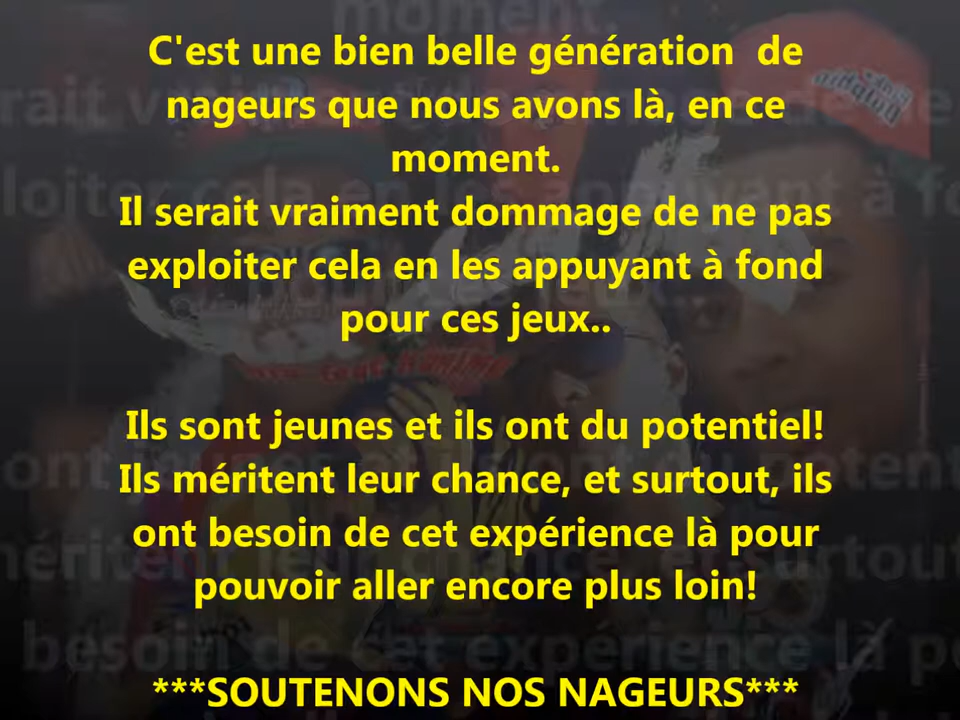 C'est une bien belle génération  de
nageurs que nous avons là, en ce
moment.
Il serait vraiment dommage de ne pas
exploiter cela en les appuyant à fond
pour ces jeux..
Ils sont jeunes et ils ont du potentiel!
Ils méritent leur chance, et surtout, ils
ont besoin de cet expérience là pour
pouvoir aller encore plus loin!
***SOUTENONS NOS NAGEURS***